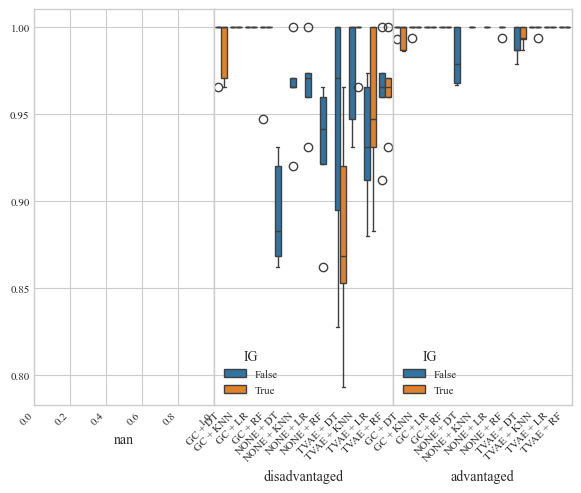 1.00
0.95
0.90
0.85
0.80
IG
False
True
IG
False
True
0.0
0.2
0.4
0.6
0.8
GC + DT
GC + KNN
GC + LR
GC + RF
NONE + DT
NONE + KNN
NONE + LR
NONE + RF
TVAE + DT
TVAE + KNN
TVAE + LR
TVAE + RF
GC + DT
GC + KNN
GC + LR
GC + RF
NONE + DT
NONE + KNN
NONE + LR
NONE + RF
TVAE + DT
TVAE + KNN
TVAE + LR
TVAE + RF
nan
disadvantaged
advantaged